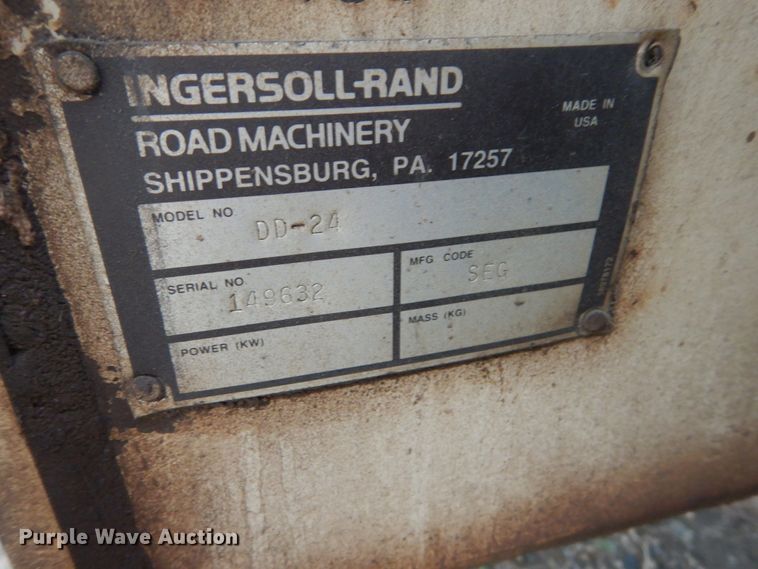 INGERSOLL-RAND
ROAD MACHINERY
SHIPPENSBURG, PA. 17257
MADE IN
USA
MODEL NO
DD-24
SERIAL NO
149632
MFG CODE
SEG
POWER (KW)
MASS (KG)
Purple Wave Auction